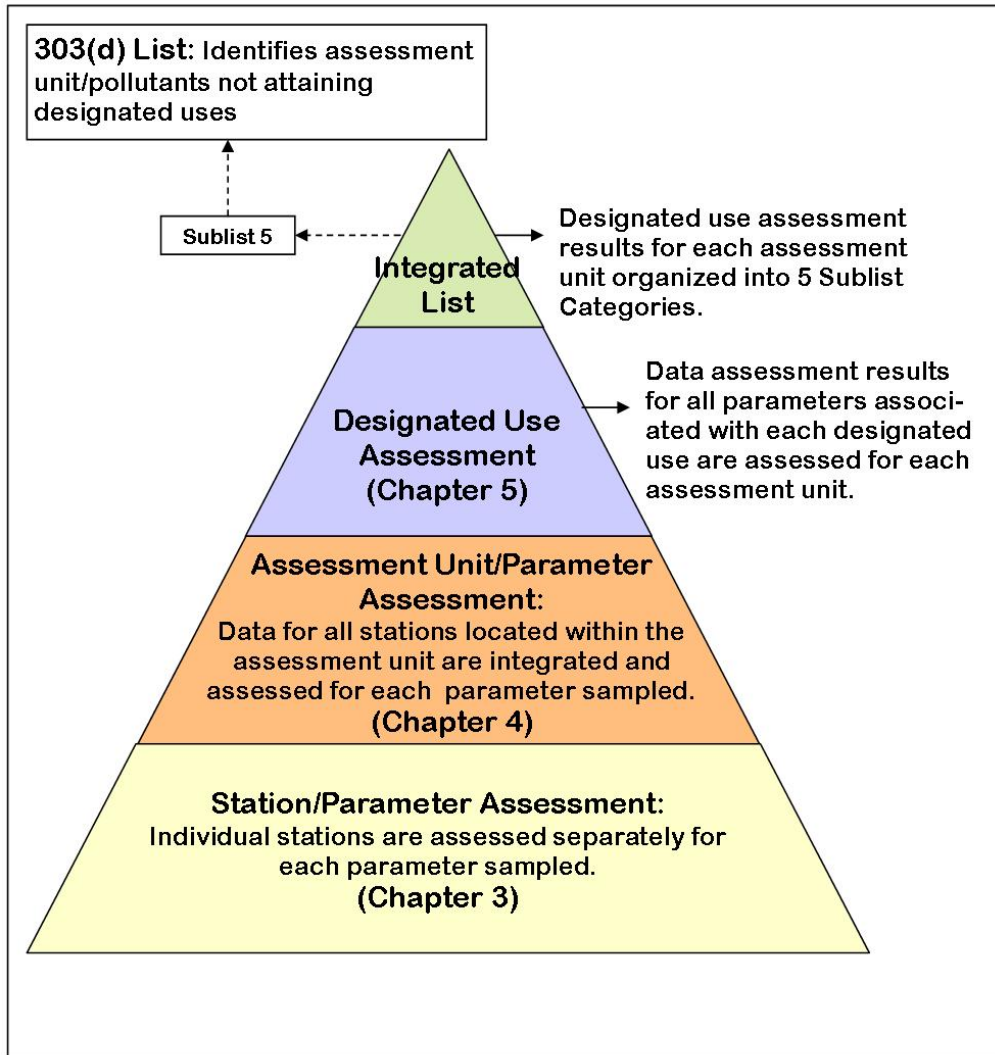 303(d) List: Identifies assessment
unit/pollutants not attaining
designated uses
Sublist 5
Integrated
List
Designated use assessment
results for each assessment
unit organized into 5 Sublist
Categories.
Designated Use
Assessment
(Chapter 5)
Data assessment results
for all parameters associ-
ated with each designated
use are assessed for each
assessment unit.
Assessment Unit/Parameter
Assessment:
Data for all stations located within the
assessment unit are integrated and
assessed for each parameter sampled.
(Chapter 4)
Station/Parameter Assessment:
Individual stations are assessed separately for
each parameter sampled.
(Chapter 3)